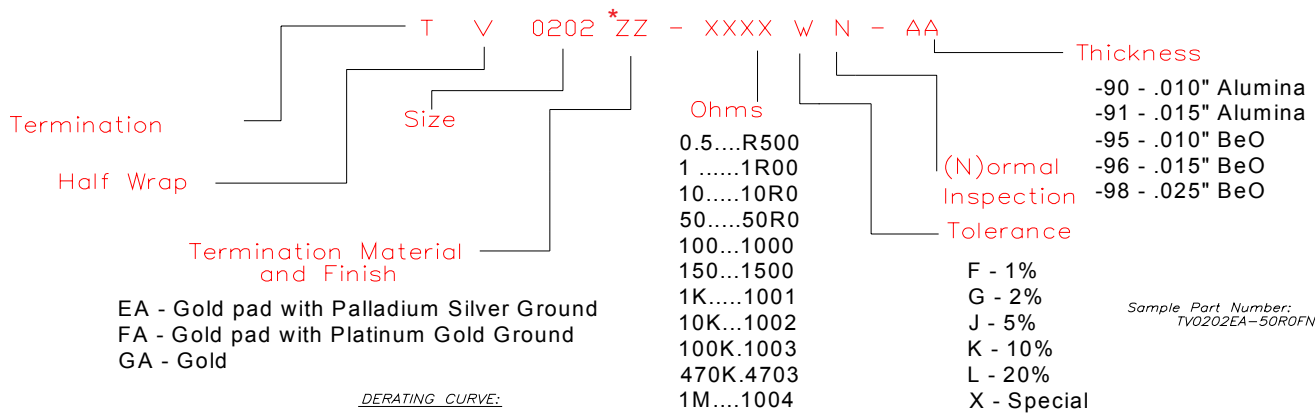 T V 0202 *ZZ - XXXX W N - AA
Termination
Half Wrap
Size
Termination Material
and Finish
EA - Gold pad with Palladium Silver Ground
FA - Gold pad with Platinum Gold Ground
GA - Gold
DERATING CURVE:
Ohms
0.5....R500
1 ......1R00
10.....10R0
50.....50R0
100...1000
150...1500
1K.....1001
10K...1002
100K.1003
470K.4703
1M....1004
(N)ormal
Inspection
Tolerance
F - 1%
G - 2%
J - 5%
K - 10%
L - 20%
X - Special
Thickness
-90 - .010" Alumina
-91 - .015" Alumina
-95 - .010" BeO
-96 - .015" BeO
-98 - .025" BeO
Sample Part Number:
TV0202EA-50R0FN